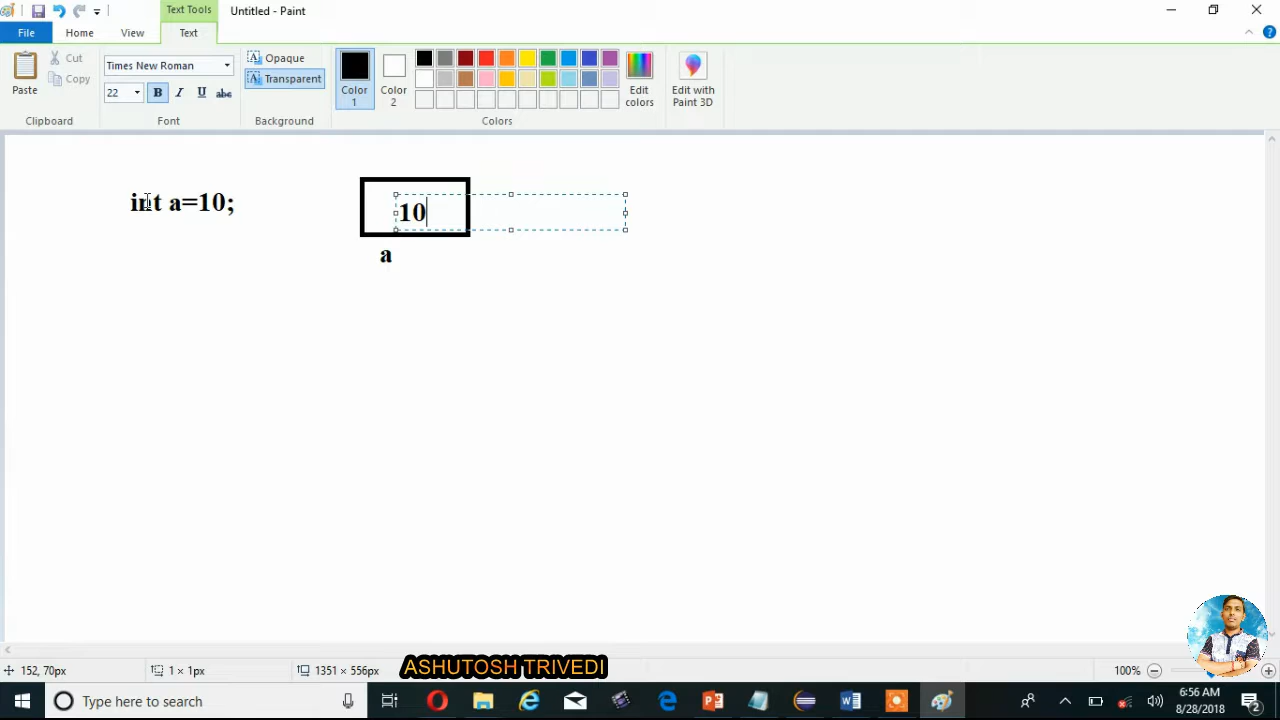 Text Tools
Untitled - Paint
File
Home
View
Text
Paste
Cut
Copy
Clipboard
Times New Roman
22
B
I
U
abc
Font
Opaque
Transparent
Background
Color 1
Color 2
Edit colors
Colors
Edit with Paint 3D
int a=10;
10
a
152, 70px
1 × 1px
1351 × 556px
100%
ASHUTOSH TRIVEDI
Type here to search
6:56 AM
8/28/2018
2